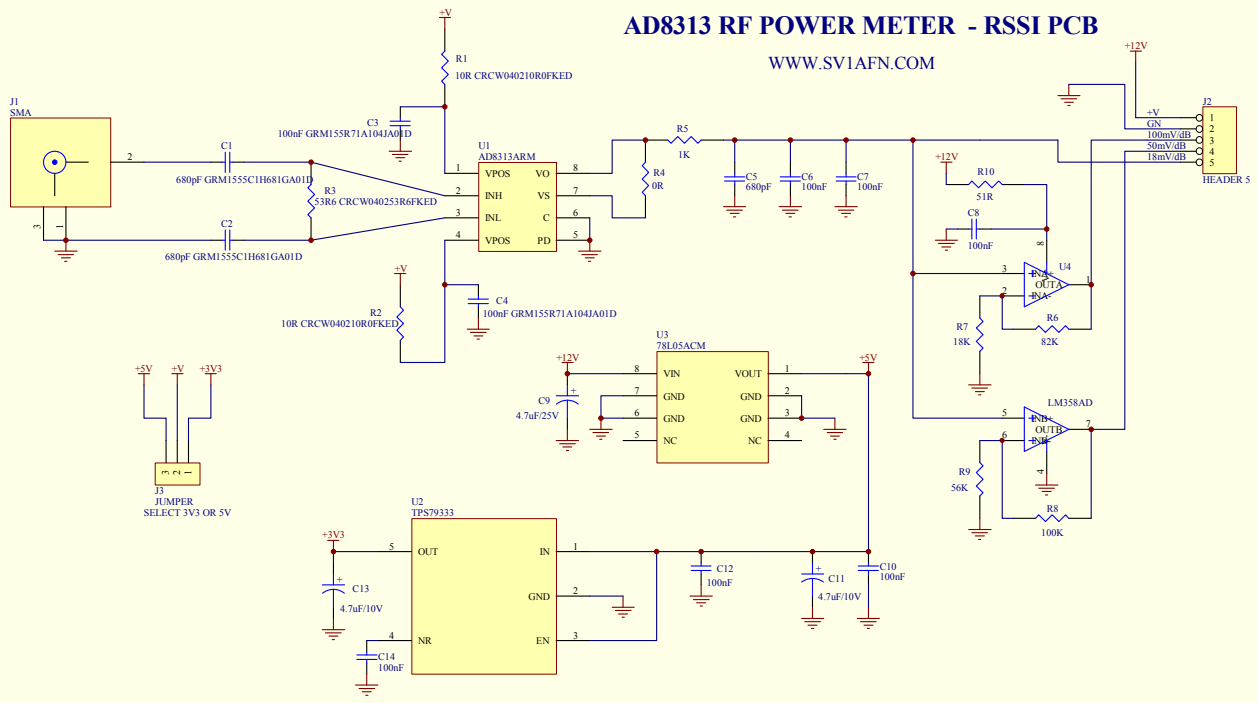 AD8313 RF POWER METER - RSSI PCB
WWW.SV1AFN.COM
+V
R1
10R CRCW040210R0FKED
C3
100nF GRM155R71A104JA01D
J1
SMA
2
3
1
C1
680pF GRM1555C1H681GA01D
R3
53R6 CRCW040253R6FKED
C2
680pF GRM1555C1H681GA01D
U1
AD8313ARM
1 VPOS VO 8
2 INH VS 7
3 INL C 6
4 VPOS PD 5
R4
0R
R5
1K
C5
680pF
C6
100nF
C7
100nF
+12V
J2
+V 1
GN 2
100mV/dB 3
50mV/dB 4
18mV/dB 5
HEADER 5
+12V
R10
51R
C8
100nF
8
U4
3 INA+
OUTA 1
2 INA-
R7
18K
R6
82K
LM358AD
5 INB+
OUTB 7
6 INB-
4
R9
56K
R8
100K
+V
R2
10R CRCW040210R0FKED
C4
100nF GRM155R71A104JA01D
U3
78L05ACM
+12V
+5V
8 VIN VOUT 1
7 GND GND 2
6 GND GND 3
5 NC NC 4
C9
+
4.7uF/25V
+5V +V +3V3
3 2 1
J3
JUMPER
SELECT 3V3 OR 5V
U2
TPS79333
+3V3
5 OUT IN 1
GND 2
4 NR EN 3
+
C13
4.7uF/10V
C14
100nF
C12
100nF
+
C11
4.7uF/10V
C10
100nF